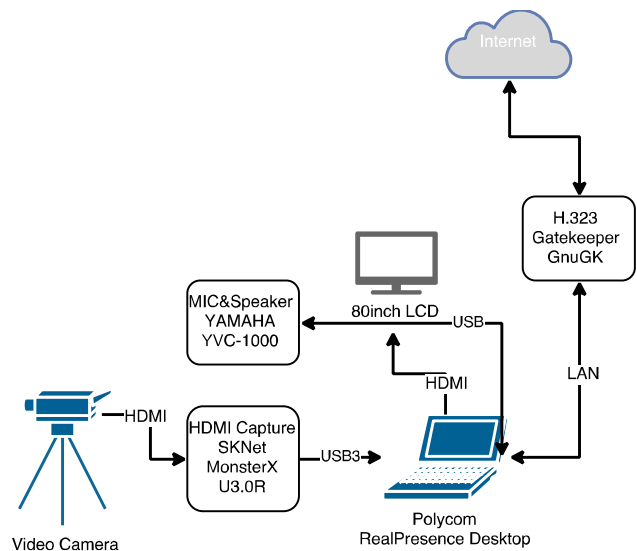 Internet
H.323
Gatekeeper
GnuGK
MIC&Speaker
YAMAHA
YVC-1000
80inch LCD
USB
HDMI
LAN
HDMI
HDMI Capture
SKNet
MonsterX
U3.0R
USB3
Polycom
RealPresence Desktop
Video Camera